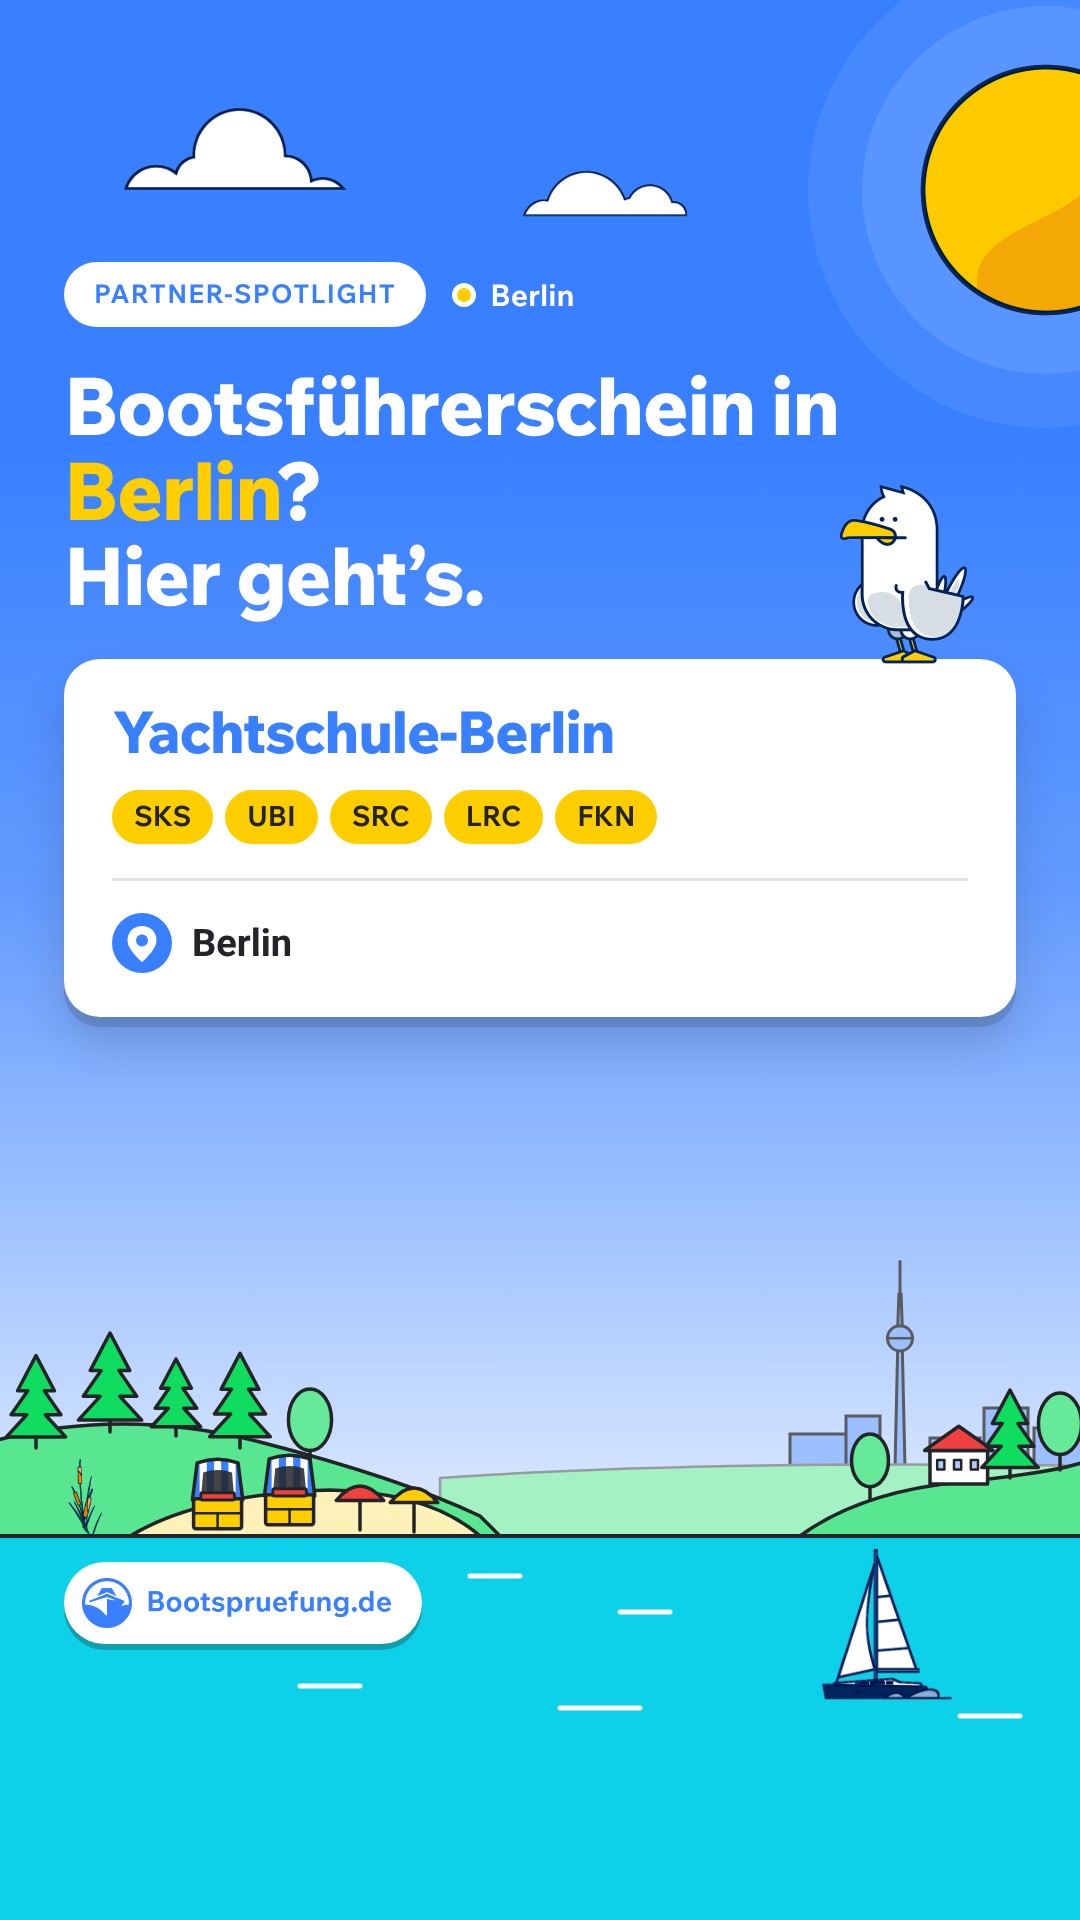 PARTNER-SPOTLIGHT
Berlin
Bootsführerschein in
Berlin?
Hier geht’s.
Yachtschule-Berlin
SKS UBI SRC LRC FKN
Berlin
Bootspruefung.de